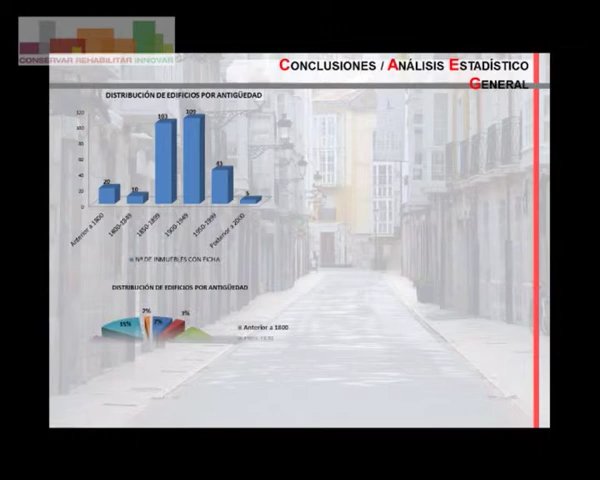 CONSERVAR REHABILITAR INNOVAR
CONCLUSIONES / ANÁLISIS ESTADÍSTICO
GENERAL
DISTRIBUCIÓN DE EDIFICIOS POR ANTIGÜEDAD
120
100
80
60
40
20
0
20
10
103
109
43
5
Anterior a 1800
1800-1849
1850-1899
1900-1949
1950-1999
Posterior a 2000
Nº DE INMUEBLES CON FICHA
DISTRIBUCIÓN DE EDIFICIOS POR ANTIGÜEDAD
15%
2%
7%
3%
Anterior a 1800